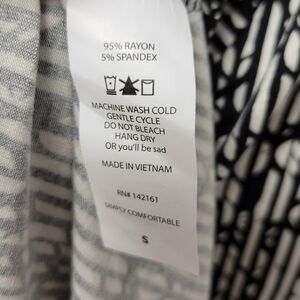 95% RAYON
5% SPANDEX
MACHINE WASH COLD
GENTLE CYCLE
DO NOT BLEACH
HANG DRY
OR you'll be sad
MADE IN VIETNAM
RN# 142161
SIMPLY COMFORTABLE
S